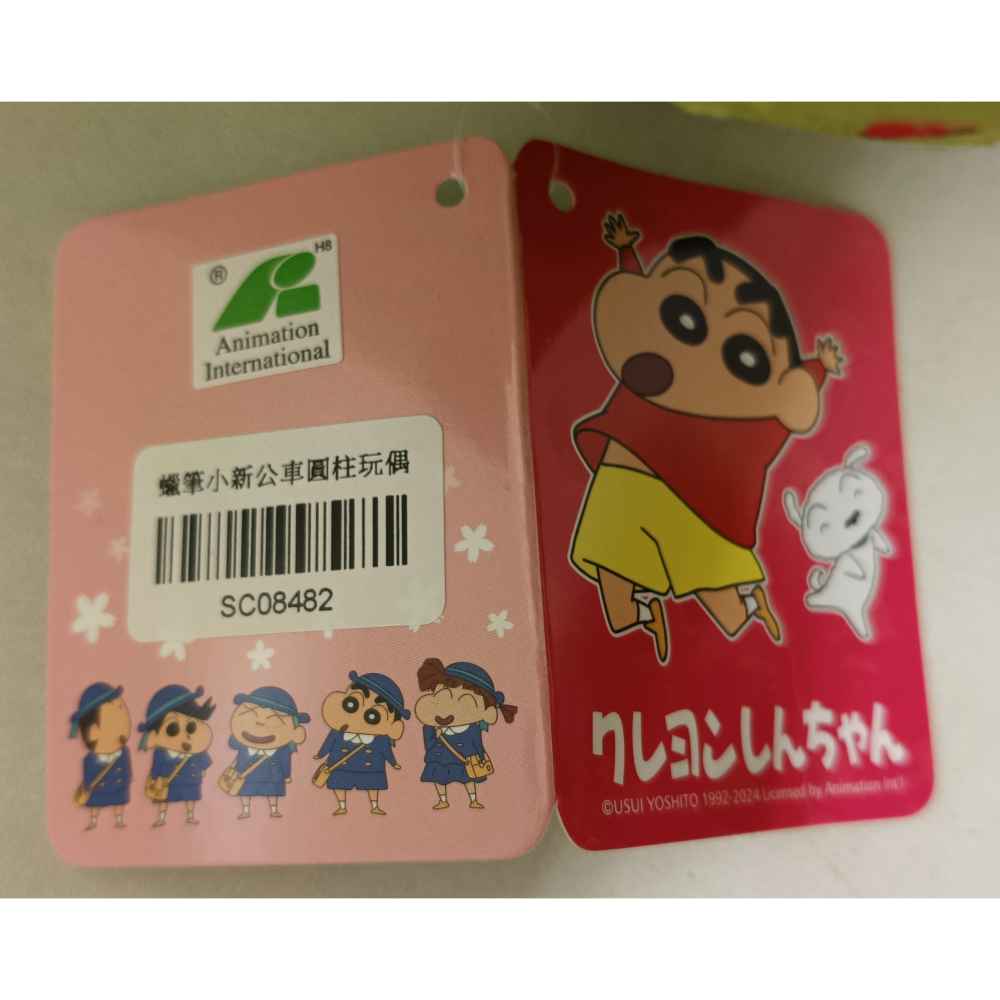 ® H8
Animation
International
蠟筆小新公車圓柱玩偶
SC08482
クレヨンしんちゃん
©USUI YOSHITO 1992-2024 Licensed by Animation Int'l